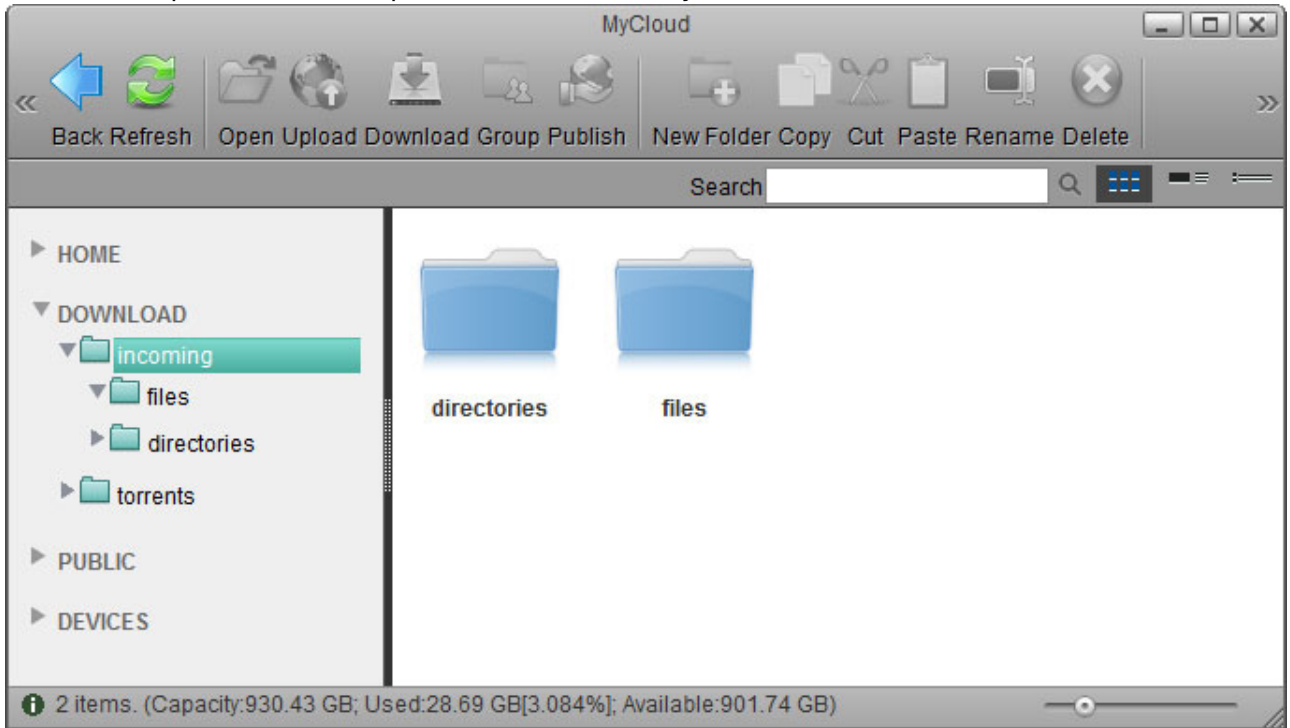 MyCloud
Back Refresh Open Upload Download Group Publish New Folder Copy Cut Paste Rename Delete
Search
HOME
DOWNLOAD
incoming
files
directories
torrents
PUBLIC
DEVICES
directories files
2 items. (Capacity:930.43 GB; Used:28.69 GB[3.084%]; Available:901.74 GB)